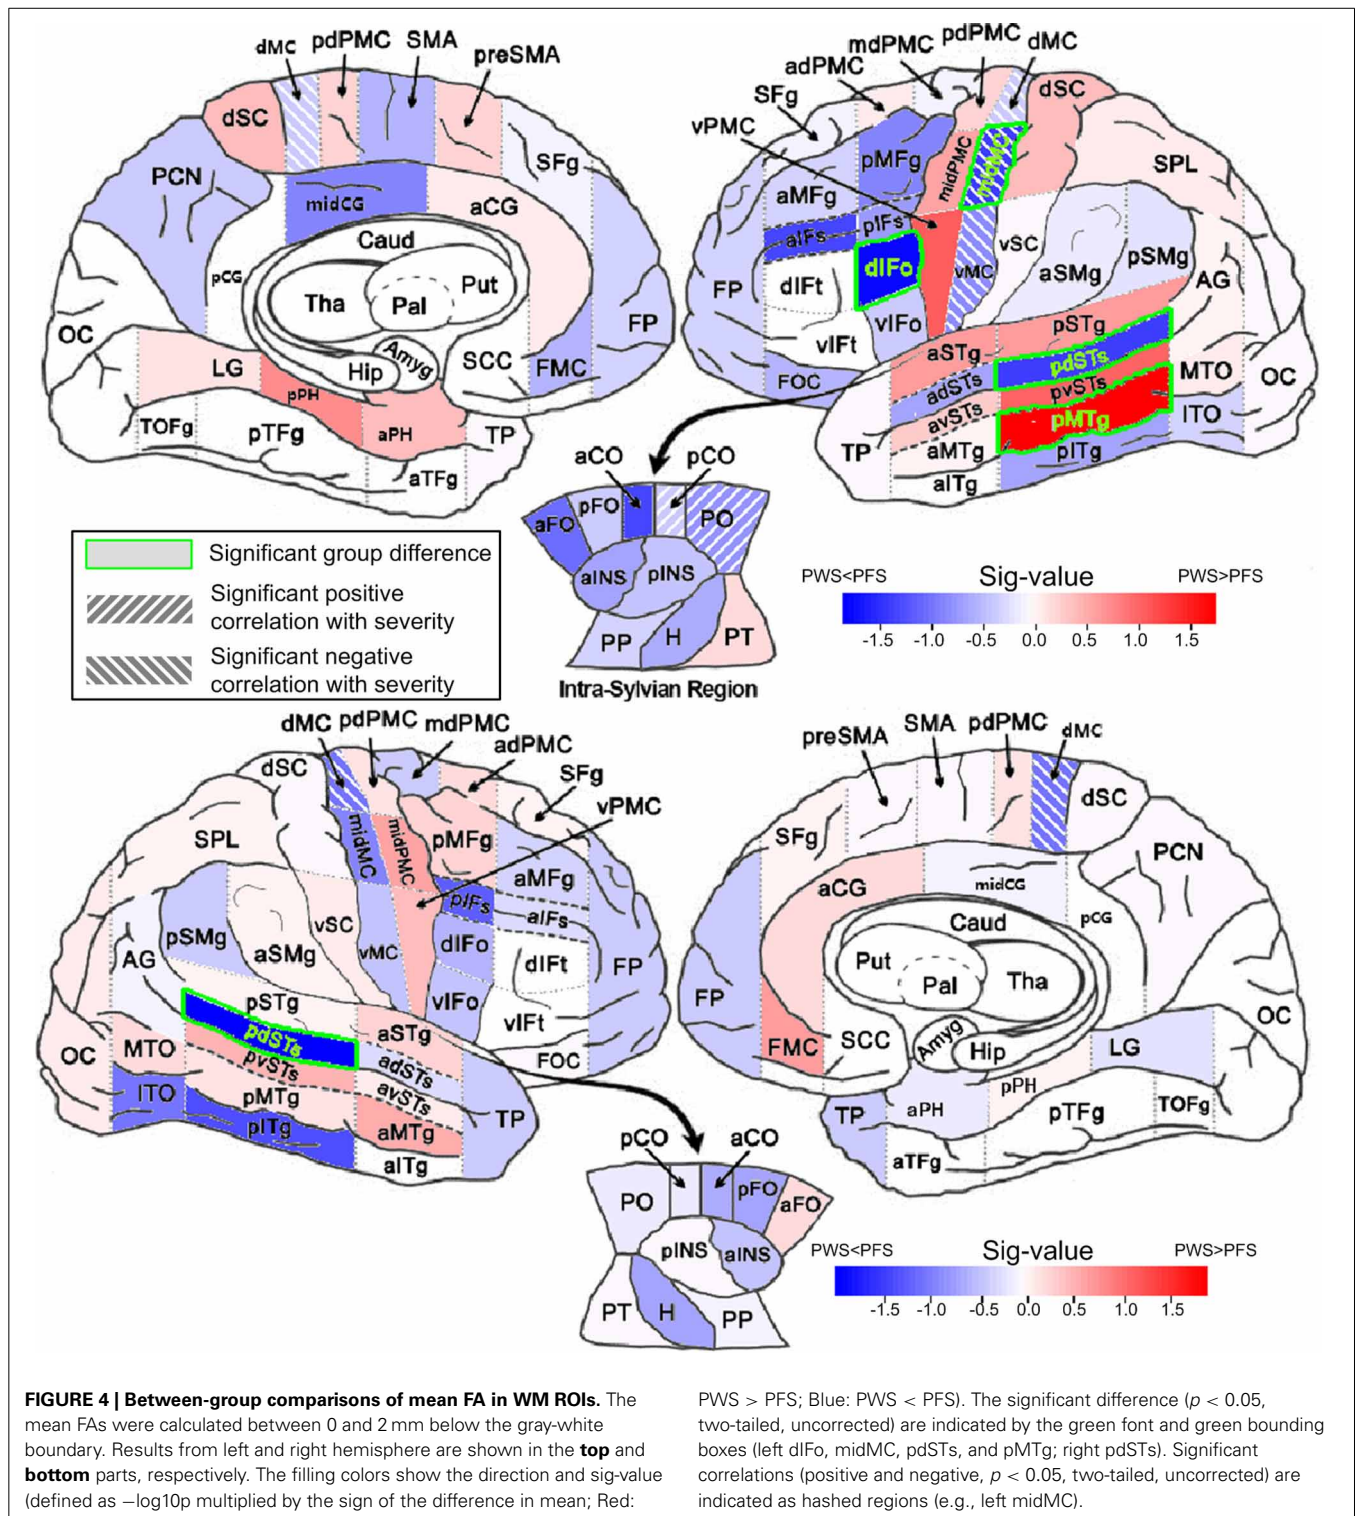 dMC
pdPMC
SMA
preSMA
dSC
SFg
PCN
midCG
aCG
Caud
pCG
Tha
Pal
Put
OC
FP
Amyg
SCC
FMC
LG
Hip
pPH
TOFg
pTFg
aPH
TP
aTFg
pdPMC
mdPMC
dMC
adPMC
SFg
dSC
vPMC
pMFg
midPMC
midMC
SPL
aMFg
aIFs
pIFs
vSC
pSMg
aSMg
dIFo
vMC
FP
dIFt
AG
vIFo
pSTg
vIFt
aSTg
pdSTs
FOC
adSTs
pvSTs
MTO
OC
avSTs
pMTg
ITO
TP
aMTg
pITg
aITg
aCO
pCO
pFO
aFO
PO
aINS
pINS
PP
H
PT
Intra-Sylvian Region
Significant group difference
Significant positive
correlation with severity
Significant negative
correlation with severity
PWS<PFS
Sig-value
PWS>PFS
-1.5 -1.0 -0.5 0.0 0.5 1.0 1.5
dMC
pdPMC
mdPMC
adPMC
dSC
SFg
vPMC
SPL
midMC
midPMC
pMFg
aMFg
pIFs
aIFs
pSMg
vSC
aSMg
vMC
dIFo
dIFt
AG
FP
pSTg
vIFo
vIFt
pdSTs
aSTg
OC
MTO
pvSTs
adSTs
FOC
ITO
pMTg
avSTs
TP
pITg
aMTg
aITg
preSMA
SMA
pdPMC
dMC
dSC
SFg
PCN
aCG
midCG
pCG
Caud
Put
Pal
Tha
FP
OC
FMC
SCC
Amyg
Hip
LG
pPH
TP
aPH
pTFg
TOFg
aTFg
pCO
aCO
PO
pFO
aFO
pINS
aINS
PT
H
PP
PWS<PFS
Sig-value
PWS>PFS
-1.5 -1.0 -0.5 0.0 0.5 1.0 1.5
FIGURE 4 | Between-group comparisons of mean FA in WM ROIs. The
mean FAs were calculated between 0 and 2 mm below the gray-white
boundary. Results from left and right hemisphere are shown in the top and
bottom parts, respectively. The filling colors show the direction and sig-value
(defined as −log10p multiplied by the sign of the difference in mean; Red:
PWS > PFS; Blue: PWS < PFS). The significant difference (p < 0.05,
two-tailed, uncorrected) are indicated by the green font and green bounding
boxes (left dIFo, midMC, pdSTs, and pMTg; right pdSTs). Significant
correlations (positive and negative, p < 0.05, two-tailed, uncorrected) are
indicated as hashed regions (e.g., left midMC).